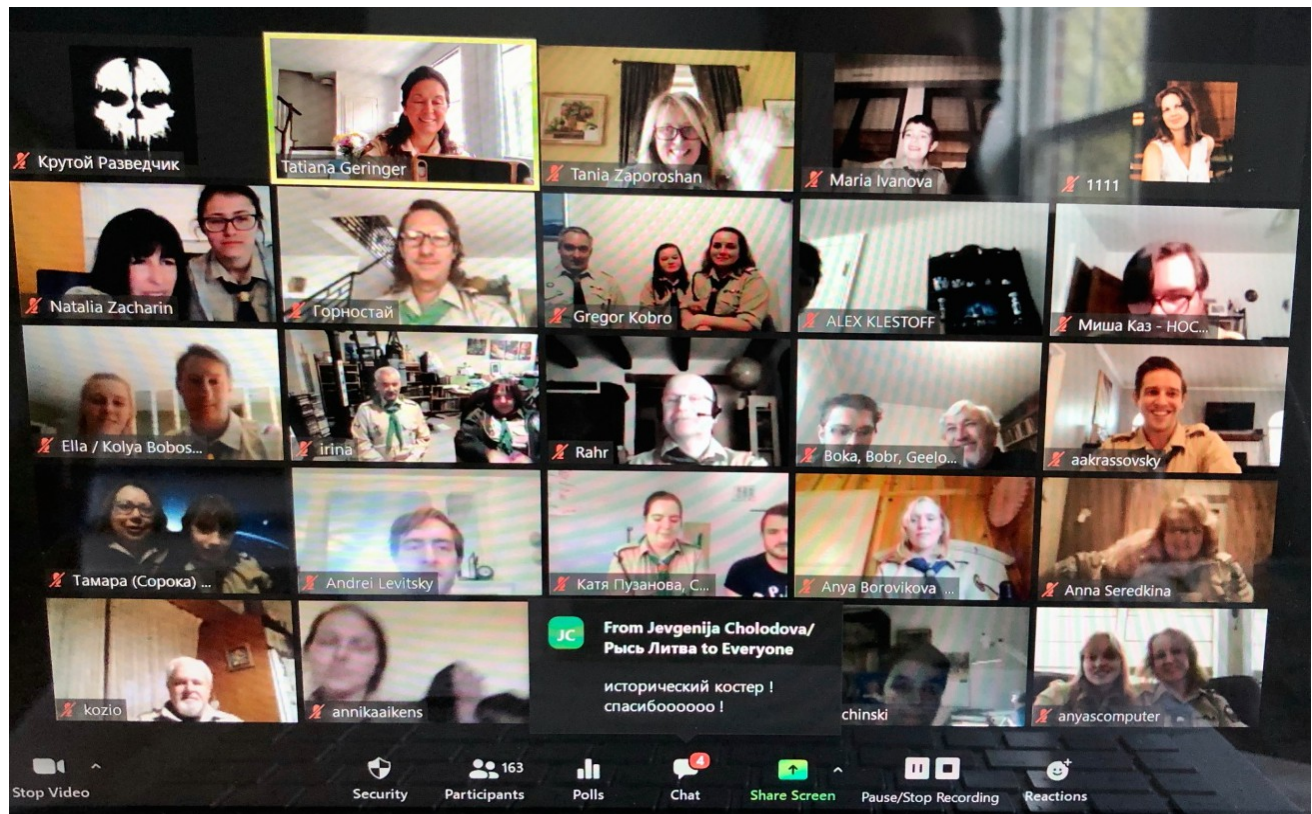 Крутой Разведчик
Tatiana Geringer
Tania Zaporoshan
Maria Ivanova
1111
Natalia Zacharin
Горностай
Gregor Kobro
ALEX KLESTOFF
Миша Каз - НОС...
Ella / Kolya Bobos...
irina
Rahr
Boka, Bobr, Geelo...
aakrassovsky
Тамара (Сорока) ...
Andrei Levitsky
Катя Пузанова, С...
Anya Borovikova ...
Anna Seredkina
kozio
annikaaikens
JC
From Jevgenija Cholodova/
Рысь Литва to Everyone
исторический костер !
спасибоооооо !
chinski
anyascomputer
Stop Video
Security
163
Participants
Polls
4
Chat
Share Screen
Pause/Stop Recording
Reactions